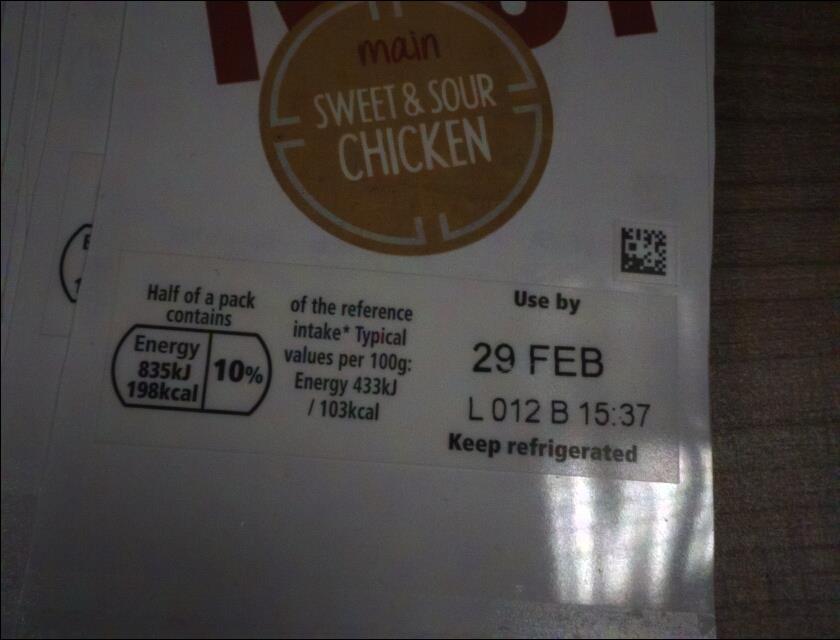 main
SWEET & SOUR
CHICKEN
Half of a pack
contains
Energy
835kJ
198kcal
10%
of the reference
intake* Typical
values per 100g:
Energy 433kJ
/ 103kcal
Use by
29 FEB
L 012 B 15:37
Keep refrigerated